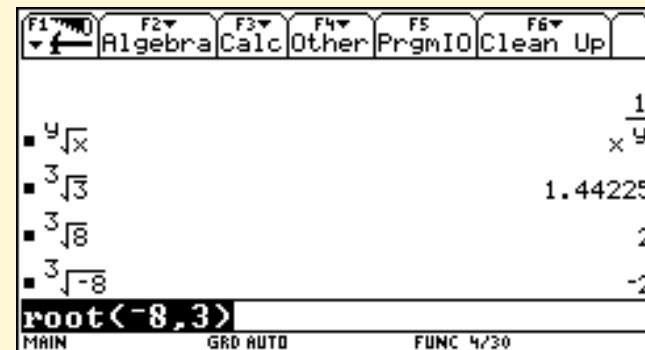 F1 F2 Algebra F3 Calc F4 Other F5 PrgmIO F6 Clean Up
ʸ√x x^1/y
³√3 1.44225
³√8 2
³√-8 -2
root(-8,3)
MAIN GRD AUTO FUNC 4/30